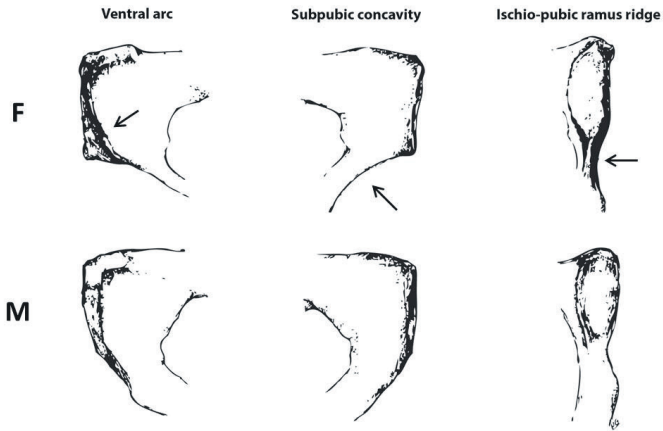 Ventral arc
Subpubic concavity
Ischio-pubic ramus ridge
F
M